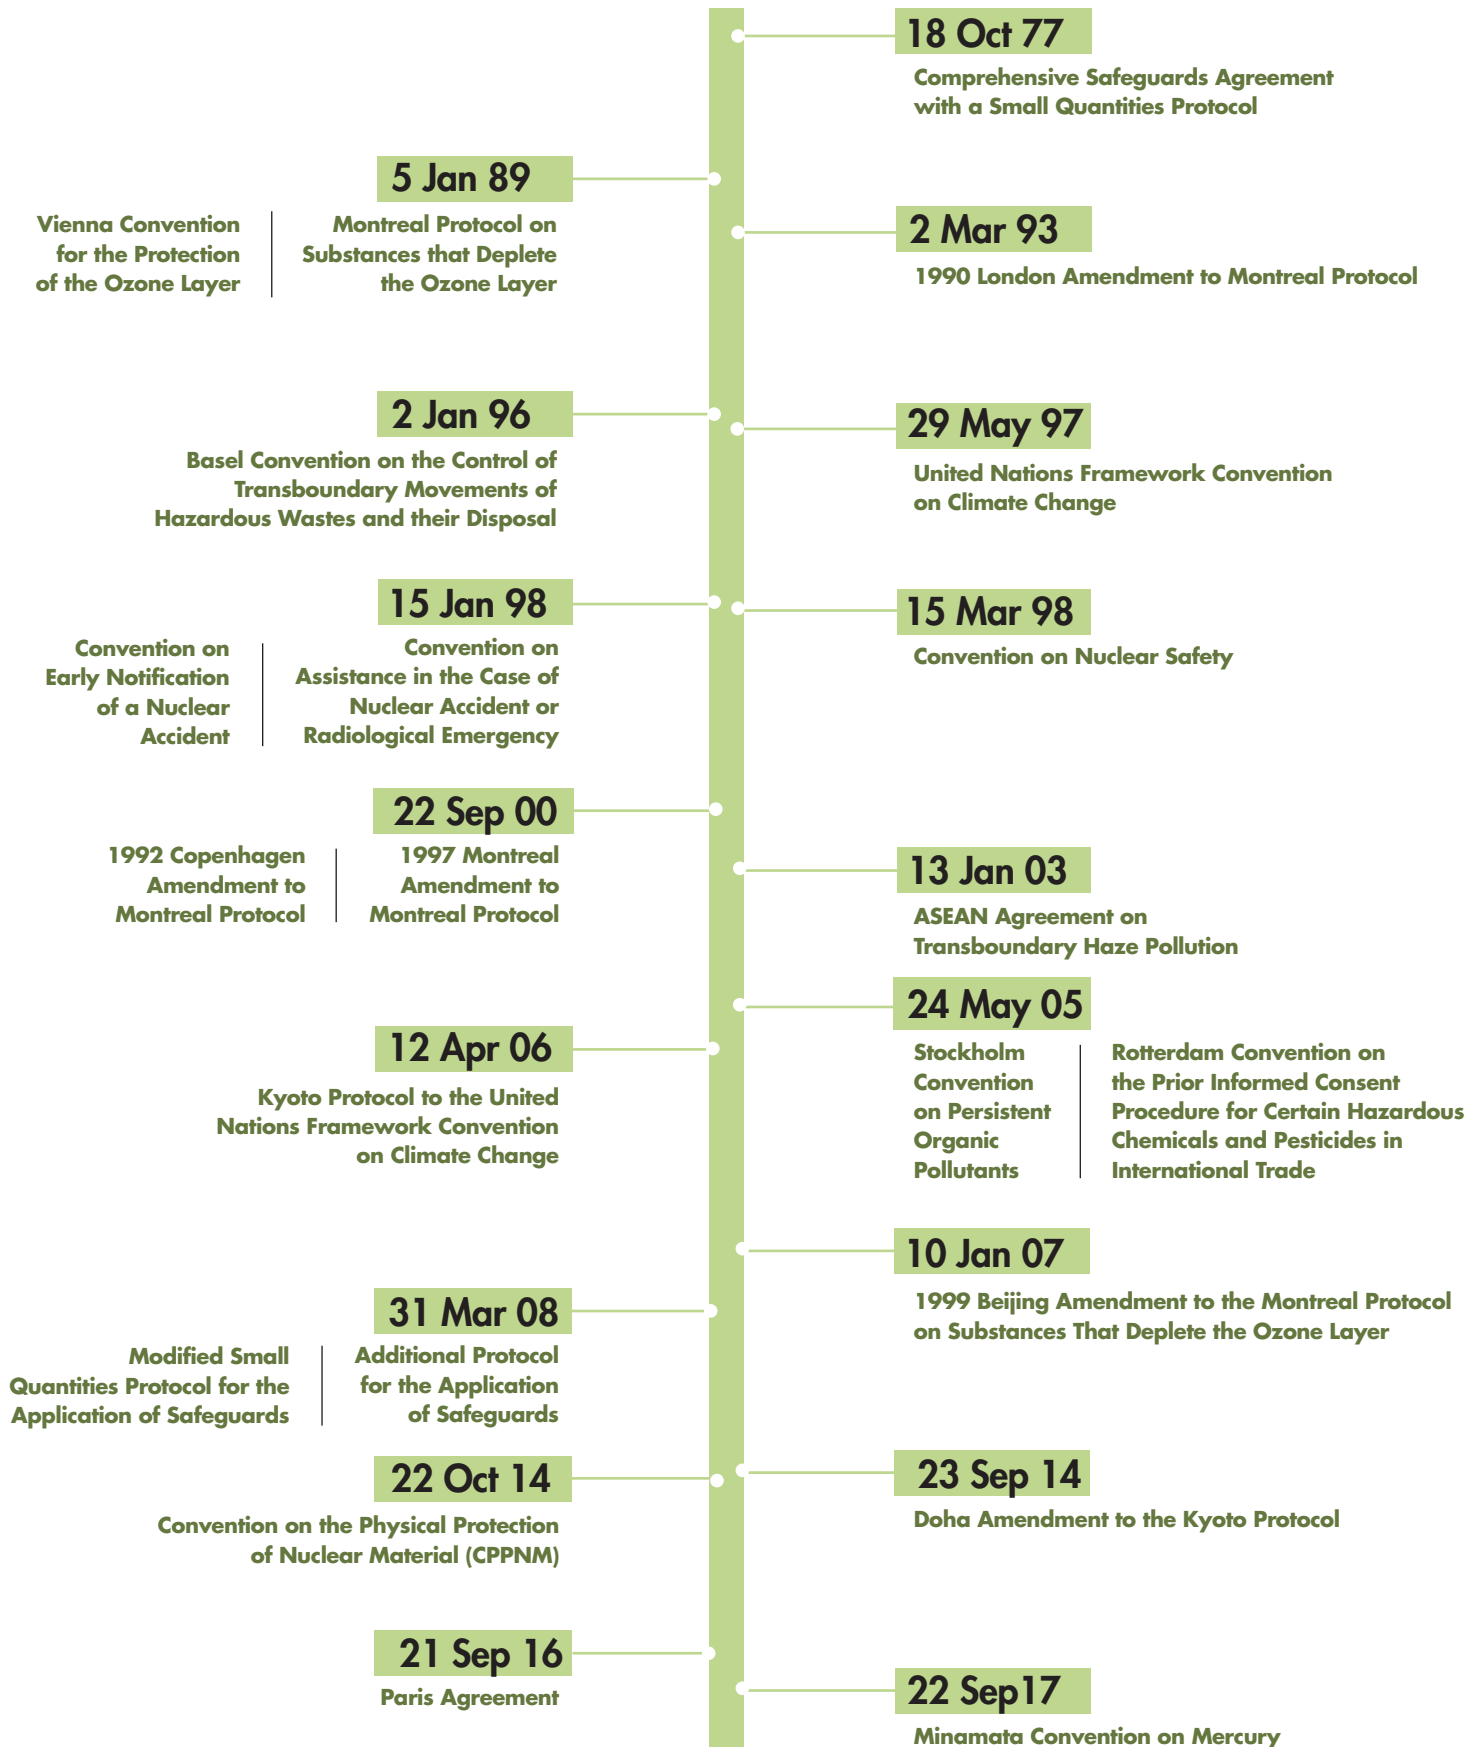 18 Oct 77
Comprehensive Safeguards Agreement
with a Small Quantities Protocol
5 Jan 89
Vienna Convention
for the Protection
of the Ozone Layer
Montreal Protocol on
Substances that Deplete
the Ozone Layer
2 Mar 93
1990 London Amendment to Montreal Protocol
2 Jan 96
Basel Convention on the Control of
Transboundary Movements of
Hazardous Wastes and their Disposal
29 May 97
United Nations Framework Convention
on Climate Change
15 Jan 98
Convention on
Early Notification
of a Nuclear
Accident
Convention on
Assistance in the Case of
Nuclear Accident or
Radiological Emergency
15 Mar 98
Convention on Nuclear Safety
22 Sep 00
1992 Copenhagen
Amendment to
Montreal Protocol
1997 Montreal
Amendment to
Montreal Protocol
13 Jan 03
ASEAN Agreement on
Transboundary Haze Pollution
24 May 05
Stockholm
Convention
on Persistent
Organic
Pollutants
Rotterdam Convention on
the Prior Informed Consent
Procedure for Certain Hazardous
Chemicals and Pesticides in
International Trade
12 Apr 06
Kyoto Protocol to the United
Nations Framework Convention
on Climate Change
10 Jan 07
1999 Beijing Amendment to the Montreal Protocol
on Substances That Deplete the Ozone Layer
31 Mar 08
Modified Small
Quantities Protocol for the
Application of Safeguards
Additional Protocol
for the Application
of Safeguards
23 Sep 14
Doha Amendment to the Kyoto Protocol
22 Oct 14
Convention on the Physical Protection
of Nuclear Material (CPPNM)
21 Sep 16
Paris Agreement
22 Sep17
Minamata Convention on Mercury